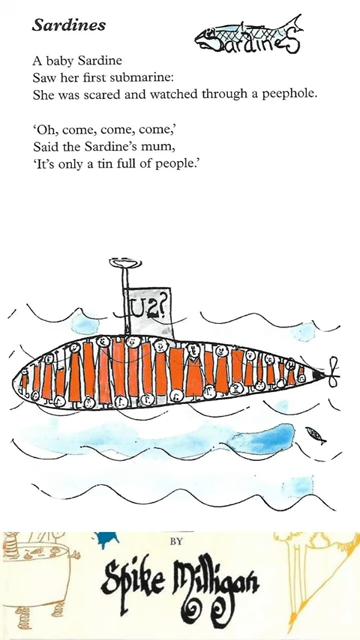 Sardines
SardineS
A baby Sardine
Saw her first submarine:
She was scared and watched through a peephole.
‘Oh, come, come, come,’
Said the Sardine’s mum,
‘It’s only a tin full of people.’
U2?
BY
Spike Milligan